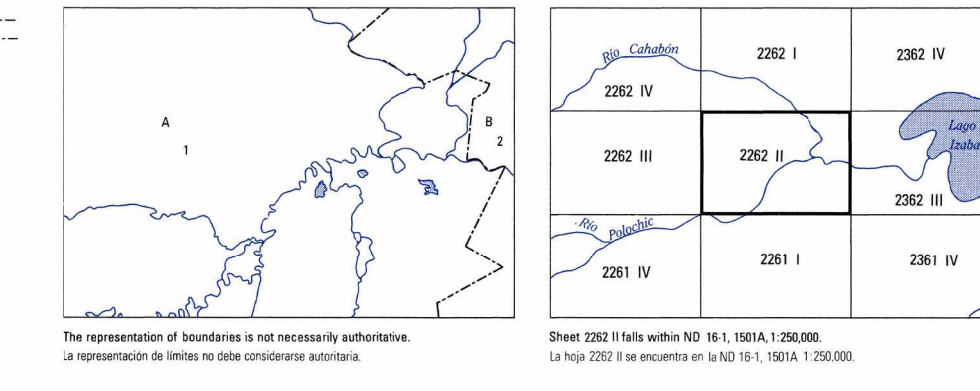 A
1
B
2
The representation of boundaries is not necessarily authoritative.
La representación de límites no debe considerarse autoritaria.
Río Cahabón
2262 I
2362 IV
2262 IV
Lago
2262 III
2262 II
2362 III
Río Polochic
2261 IV
2261 I
2361 IV
Sheet 2262 II falls within ND 16-1, 1501A, 1:250,000.
La hoja 2262 II se encuentra en la ND 16-1, 1501A 1:250.000.